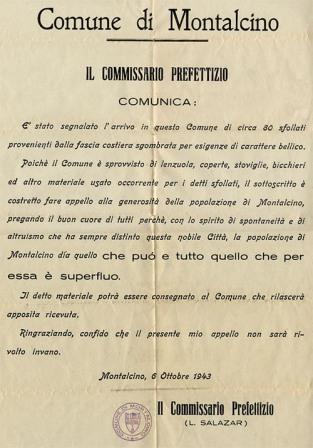 Comune di Montalcino
IL COMMISSARIO PREFETTIZIO
COMUNICA:
E' stato segnalato l'arrivo in questo Comune di circa 80 sfollati
provenienti dalla fascia costiera sgombrata per esigenze di carattere bellico.
Poichè il Comune è sprovvisto di lenzuola, coperte, stoviglie, bicchieri
ed altro materiale usato occorrente per i detti sfollati, il sottoscritto è
costretto fare appello alla generosità della popolazione di Montalcino,
pregando il buon cuore di tutti perchè, con lo spirito di spontaneità e di
altruismo che ha sempre distinto questa nobile Città, la popolazione di
Montalcino dia quello che può e tutto quello che per
essa è superfluo.
Il detto materiale potrà essere consegnato al Comune che rilascerà
apposita ricevuta.
Ringraziando, confido che il presente mio appello non sarà ri-
volto invano.
Montalcino, 6 Ottobre 1943
Il Commissario Prefettizio
(L. SALAZAR)